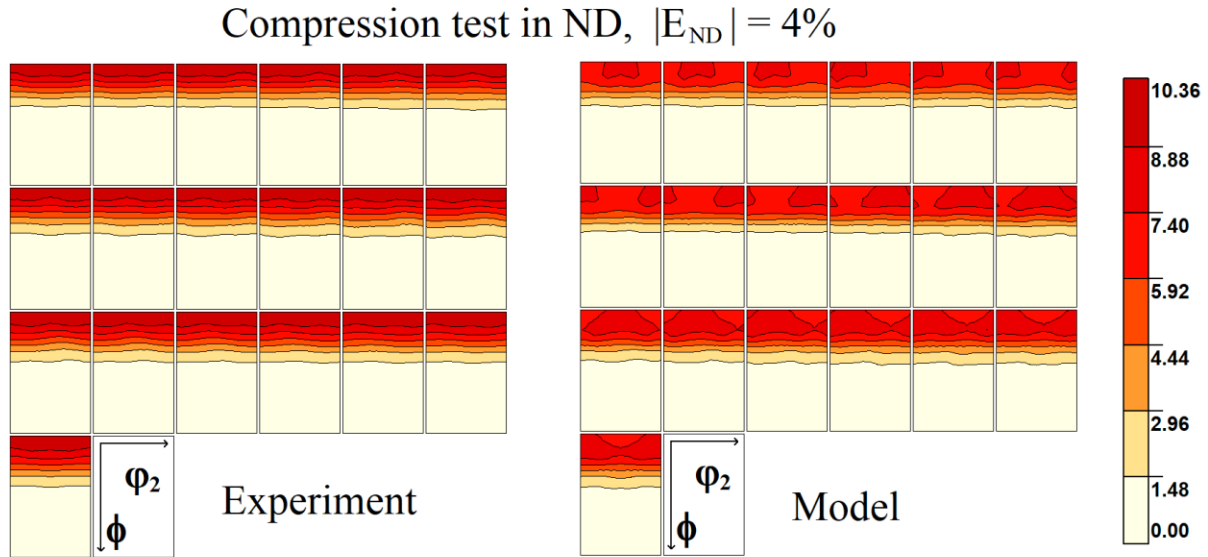 Compression test in ND, |E_ND| = 4%
10.36
8.88
7.40
5.92
4.44
2.96
1.48
0.00
φ₂
ϕ
Experiment
φ₂
ϕ
Model